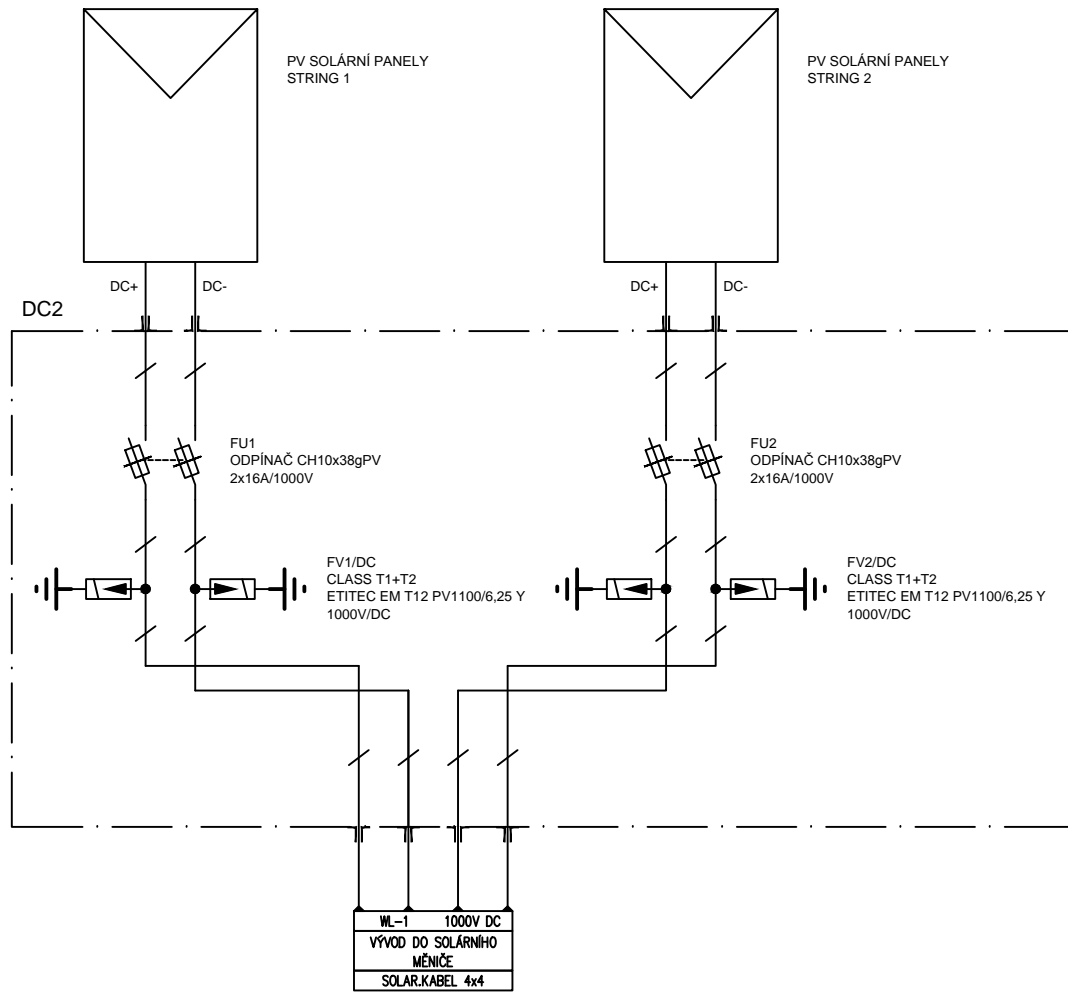 PV SOLÁRNÍ PANELY
STRING 1
PV SOLÁRNÍ PANELY
STRING 2
DC+
DC-
DC+
DC-
DC2
FU1
ODPÍNAČ CH10x38gPV
2x16A/1000V
FU2
ODPÍNAČ CH10x38gPV
2x16A/1000V
FV1/DC
CLASS T1+T2
ETITEC EM T12 PV1100/6,25 Y
1000V/DC
FV2/DC
CLASS T1+T2
ETITEC EM T12 PV1100/6,25 Y
1000V/DC
WL-1 1000V DC
VÝVOD DO SOLÁRNÍHO
MĚNIČE
SOLAR.KABEL 4x4